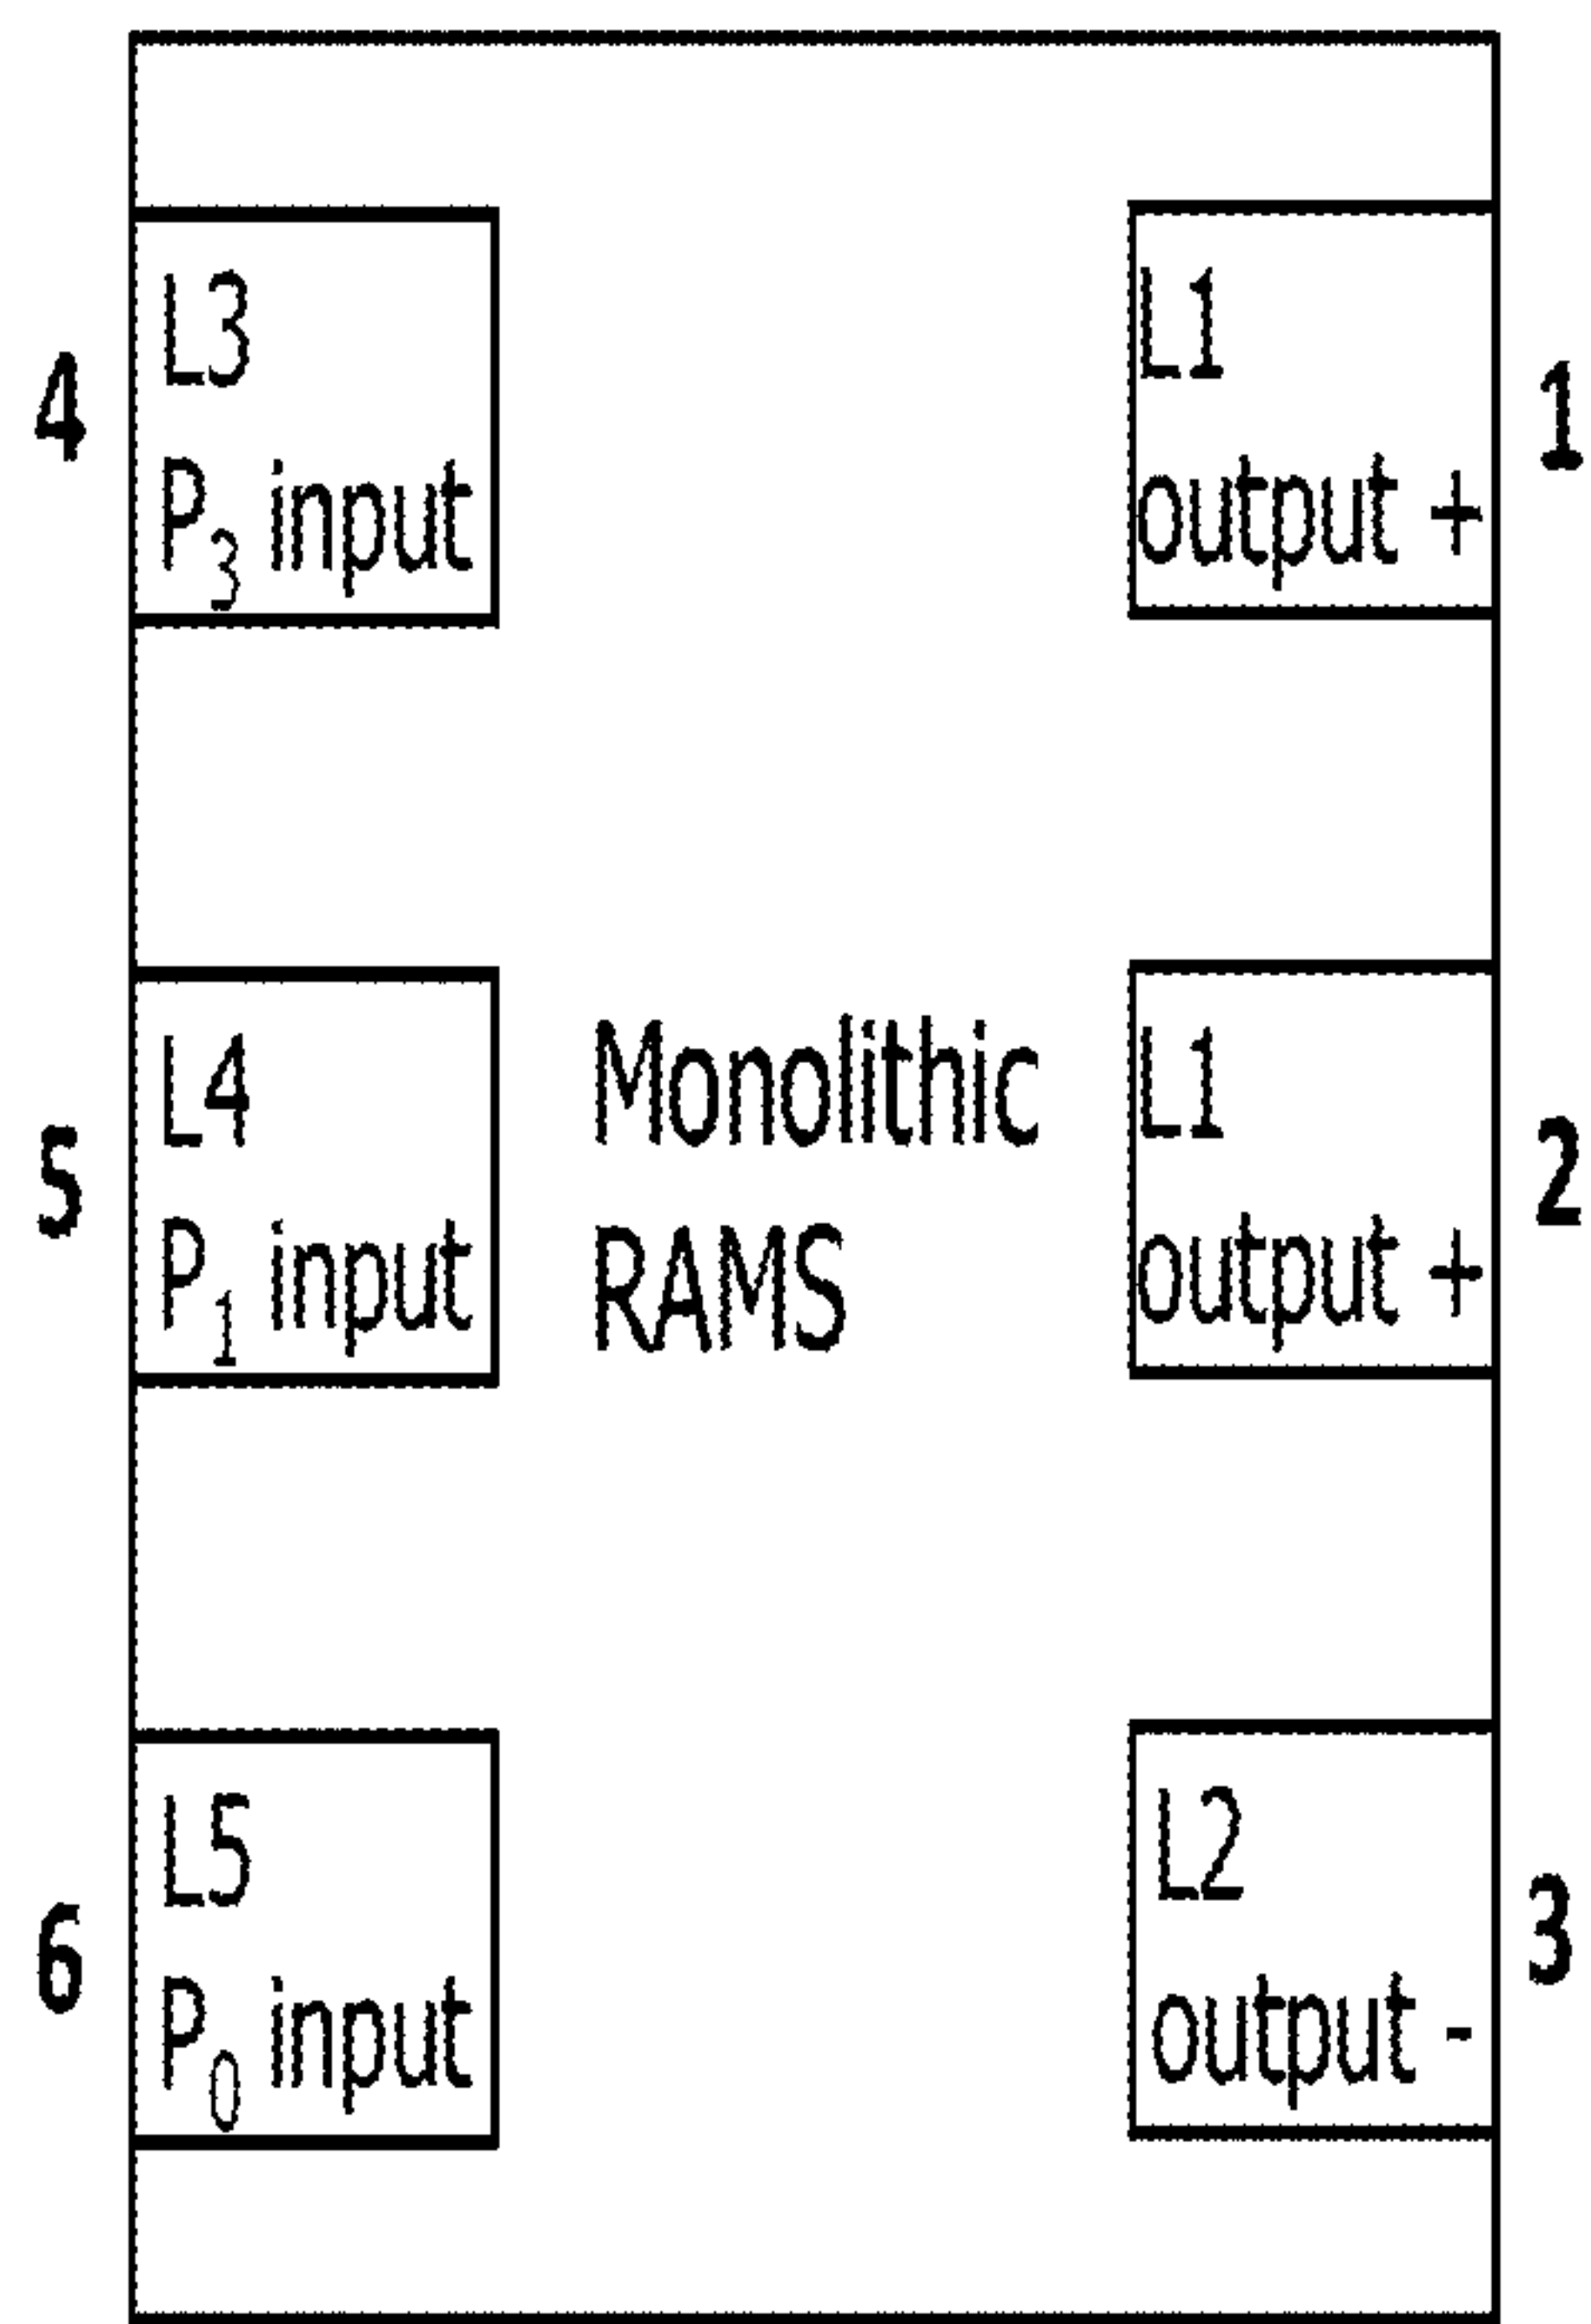 4
L3
P₃ input
L1
output +
1
5
L4
P₁ input
Monolithic
RAMS
L1
output +
2
6
L5
P₀ input
L2
output -
3